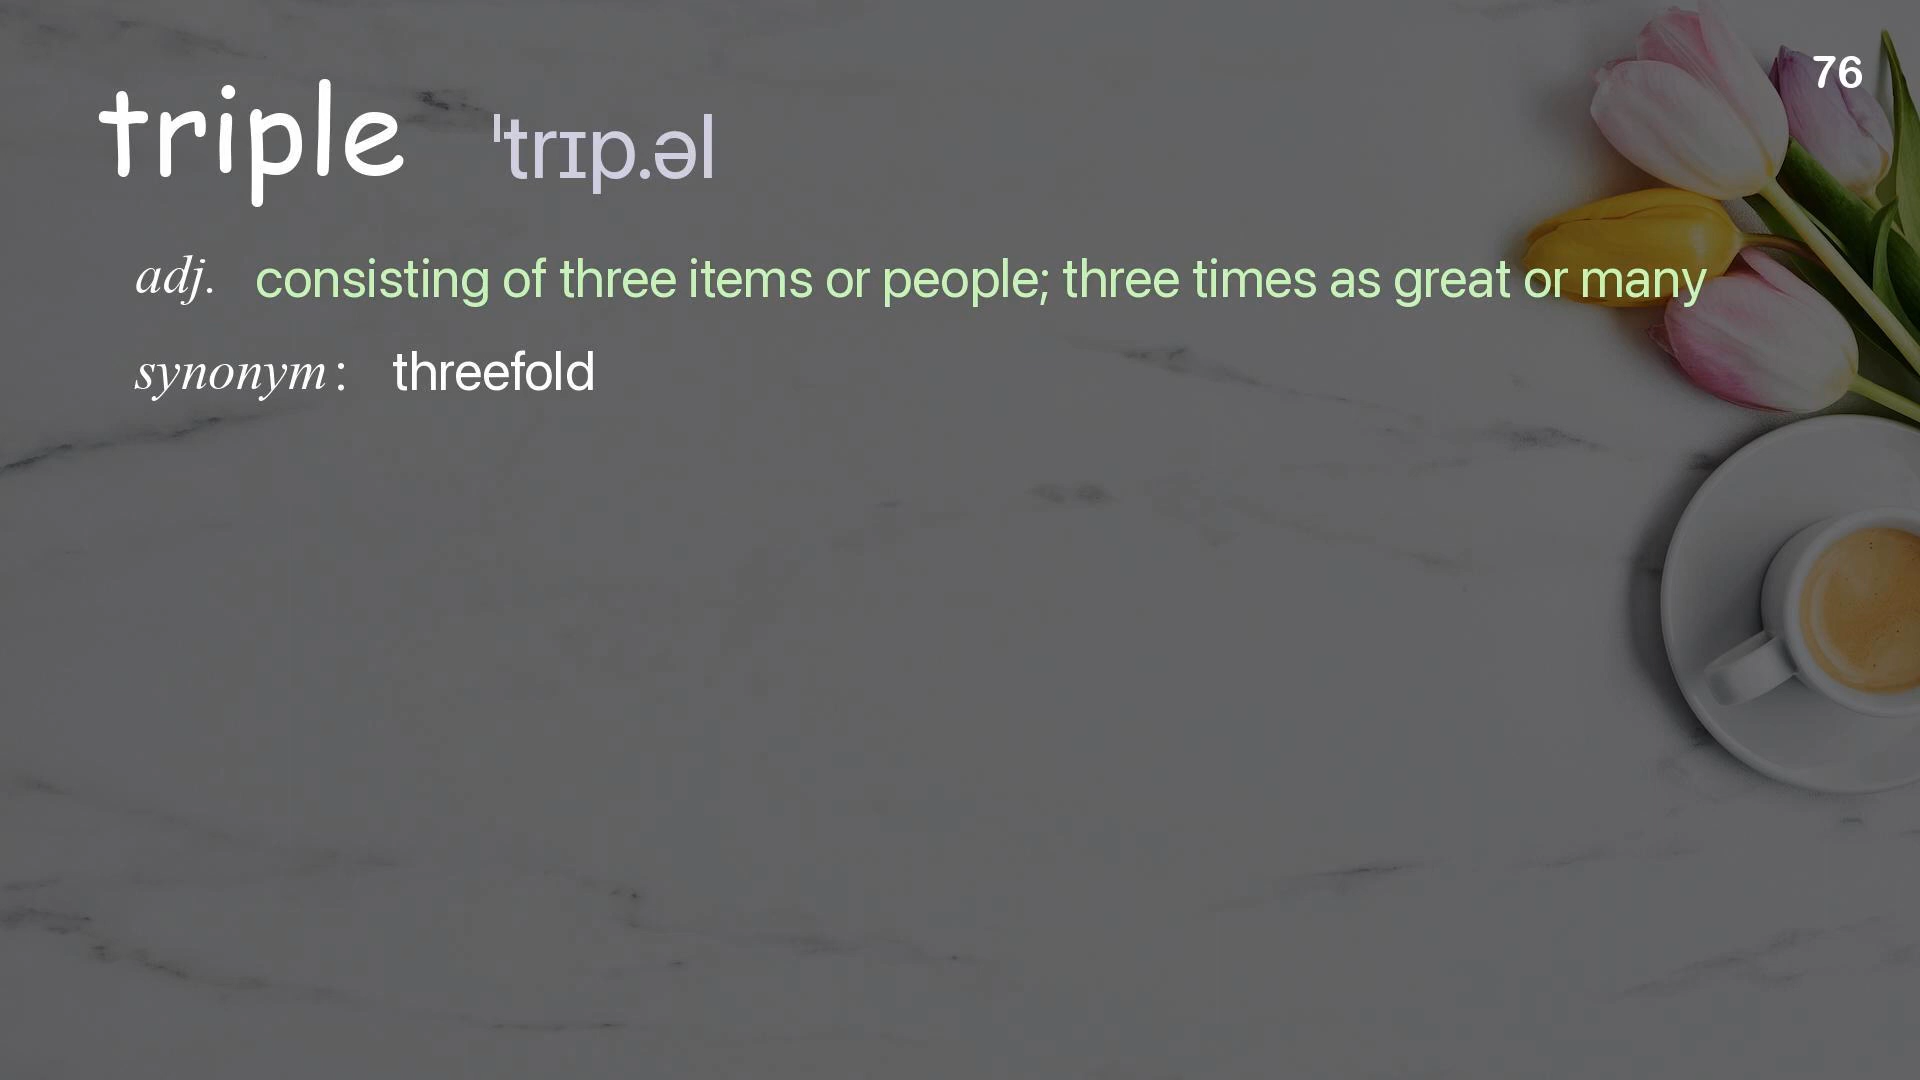 76
triple ˈtrɪp.əl
adj. consisting of three items or people; three times as great or many
synonym: threefold